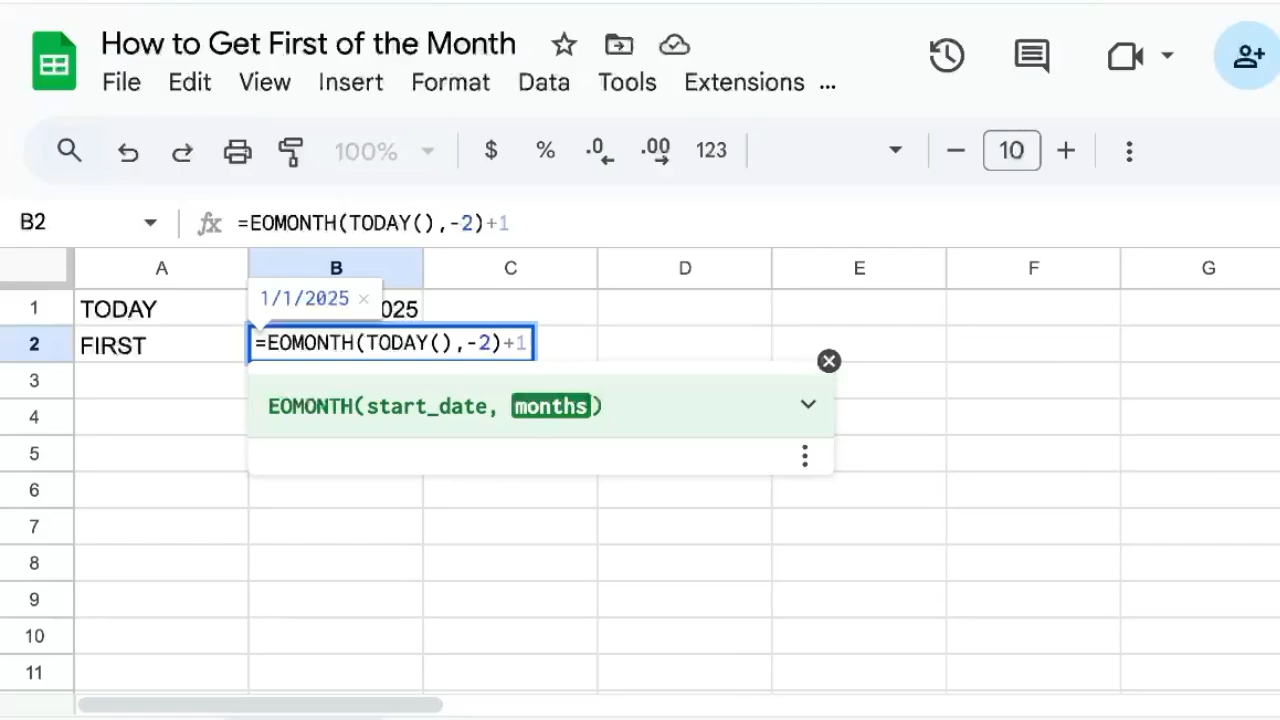 How to Get First of the Month
File Edit View Insert Format Data Tools Extensions ...
100% $ % .0 .00 123 10
B2 fx =EOMONTH(TODAY(),-2)+1
A B C D E F G
1/1/2025 ×
1 TODAY 025
2 FIRST =EOMONTH(TODAY(),-2)+1
3
EOMONTH(start_date, months)
4
5
6
7
8
9
10
11